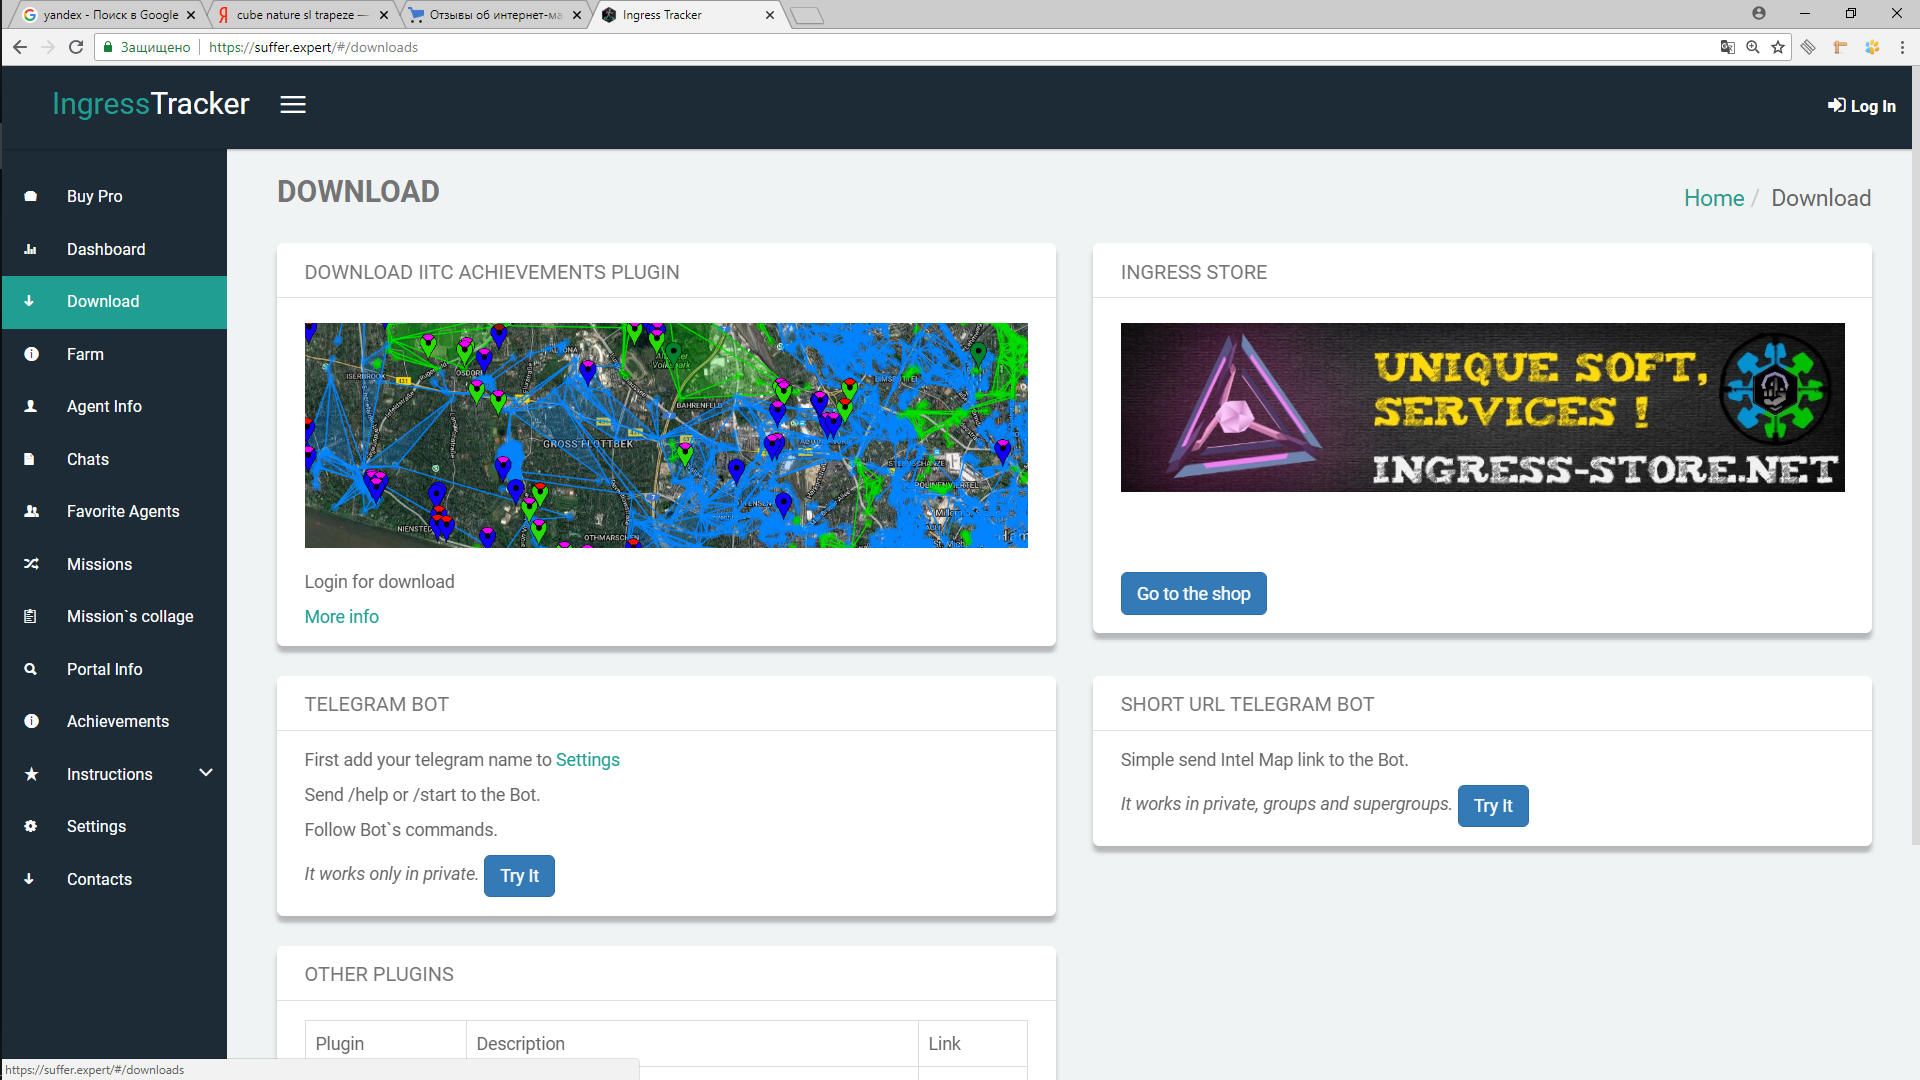 yandex - Поиск в Google
cube nature sl trapeze —
Отзывы об интернет-ма
Ingress Tracker
Защищено
https://suffer.expert/#/downloads
IngressTracker
Log In
Buy Pro
Dashboard
Download
Farm
Agent Info
Chats
Favorite Agents
Missions
Mission`s collage
Portal Info
Achievements
Instructions
Settings
Contacts
DOWNLOAD
Home / Download
DOWNLOAD IITC ACHIEVEMENTS PLUGIN
ISERBROOK
OSDORF
BAHRENFELD
GROSS FLOTTBEK
OTHMARSCHEN
Login for download
More info
INGRESS STORE
UNIQUE SOFT,
SERVICES !
INGRESS-STORE.NET
Go to the shop
TELEGRAM BOT
First add your telegram name to Settings
Send /help or /start to the Bot.
Follow Bot`s commands.
It works only in private. Try It
SHORT URL TELEGRAM BOT
Simple send Intel Map link to the Bot.
It works in private, groups and supergroups. Try It
OTHER PLUGINS
Plugin Description Link
https://suffer.expert/#/downloads